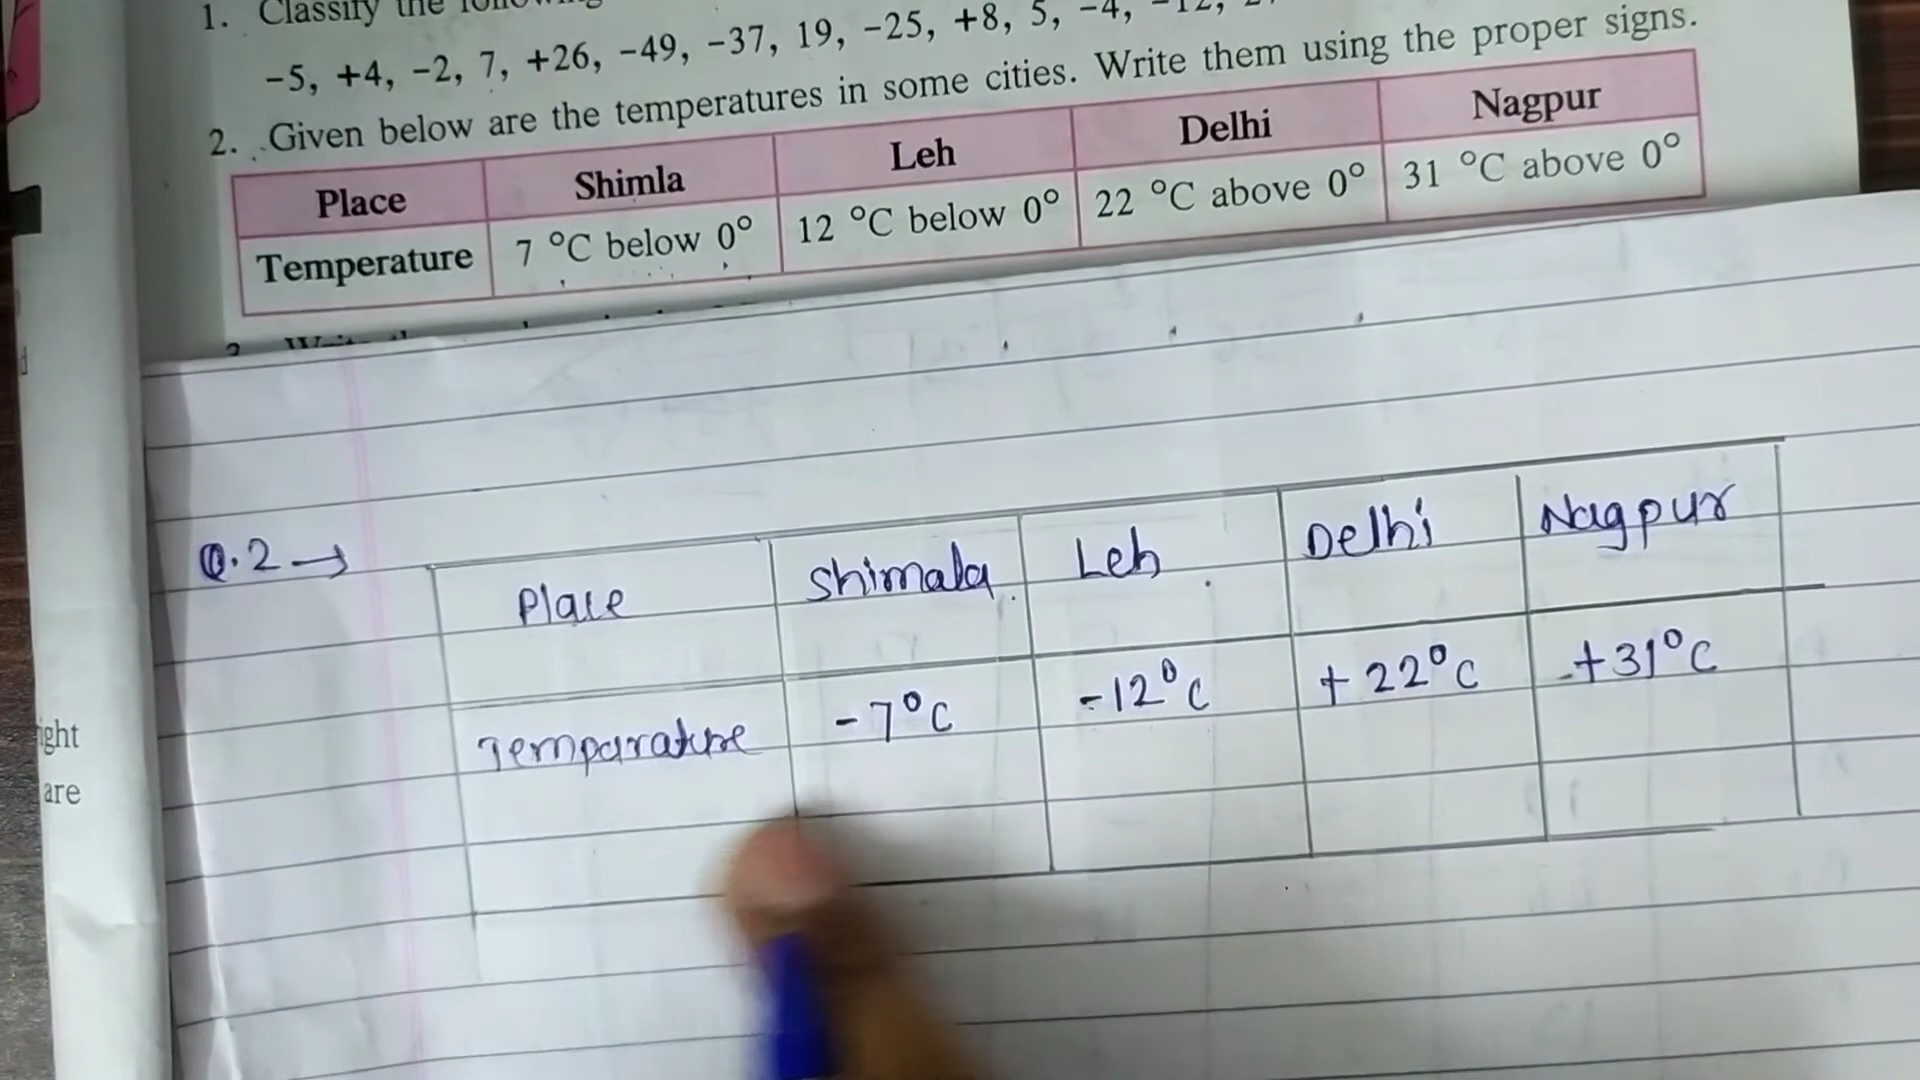 1. Classify the following
-5, +4, -2, 7, +26, -49, -37, 19, -25, +8, 5, -4, -12,
2. Given below are the temperatures in some cities. Write them using the proper signs.
Place Shimla Leh Delhi Nagpur
Temperature 7 °C below 0° 12 °C below 0° 22 °C above 0° 31 °C above 0°
Q.2→
Place Shimala Leh Delhi Nagpur
Temparature -7°C -12°C +22°C +31°C
ight
are